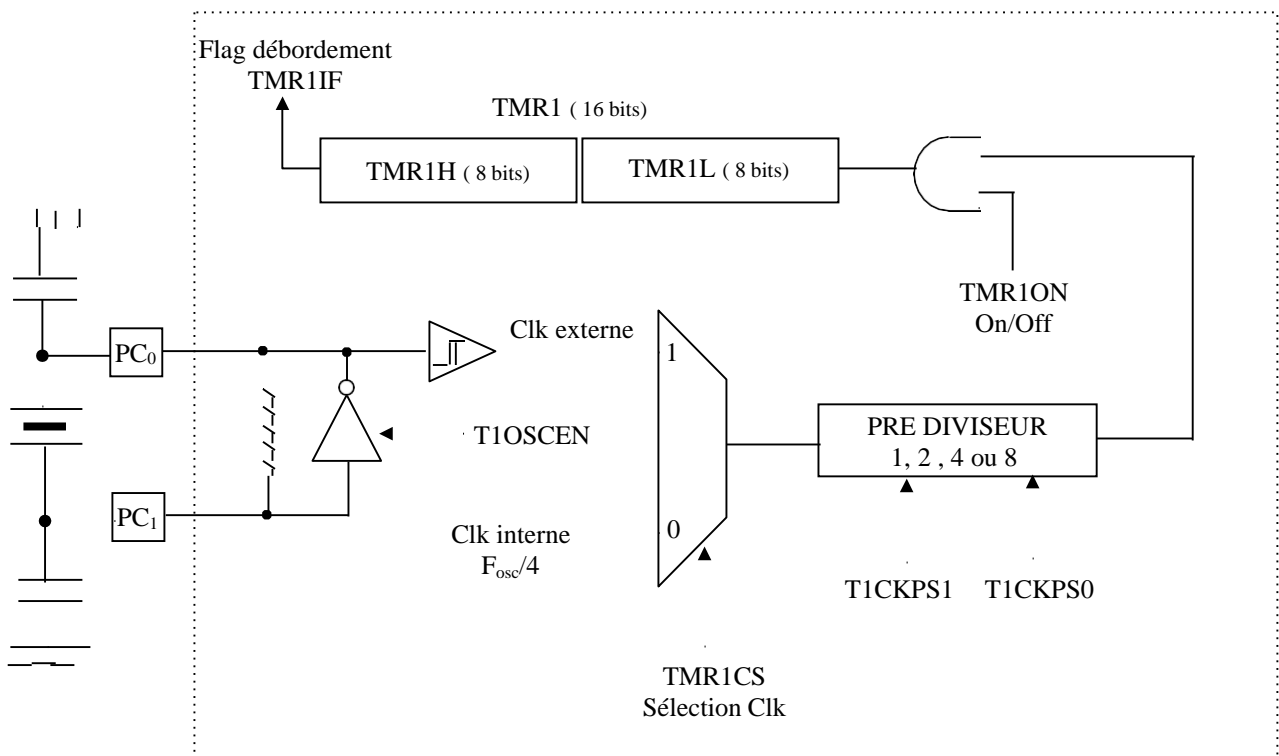 Flag débordement
TMR1IF
TMR1 ( 16 bits)
TMR1H ( 8 bits)
TMR1L ( 8 bits)
TMR1ON
On/Off
PC₀
Clk externe
1
T1OSCEN
PRE DIVISEUR
1, 2 , 4 ou 8
PC₁
Clk interne
Fosc/4
0
T1CKPS1
T1CKPS0
TMR1CS
Sélection Clk